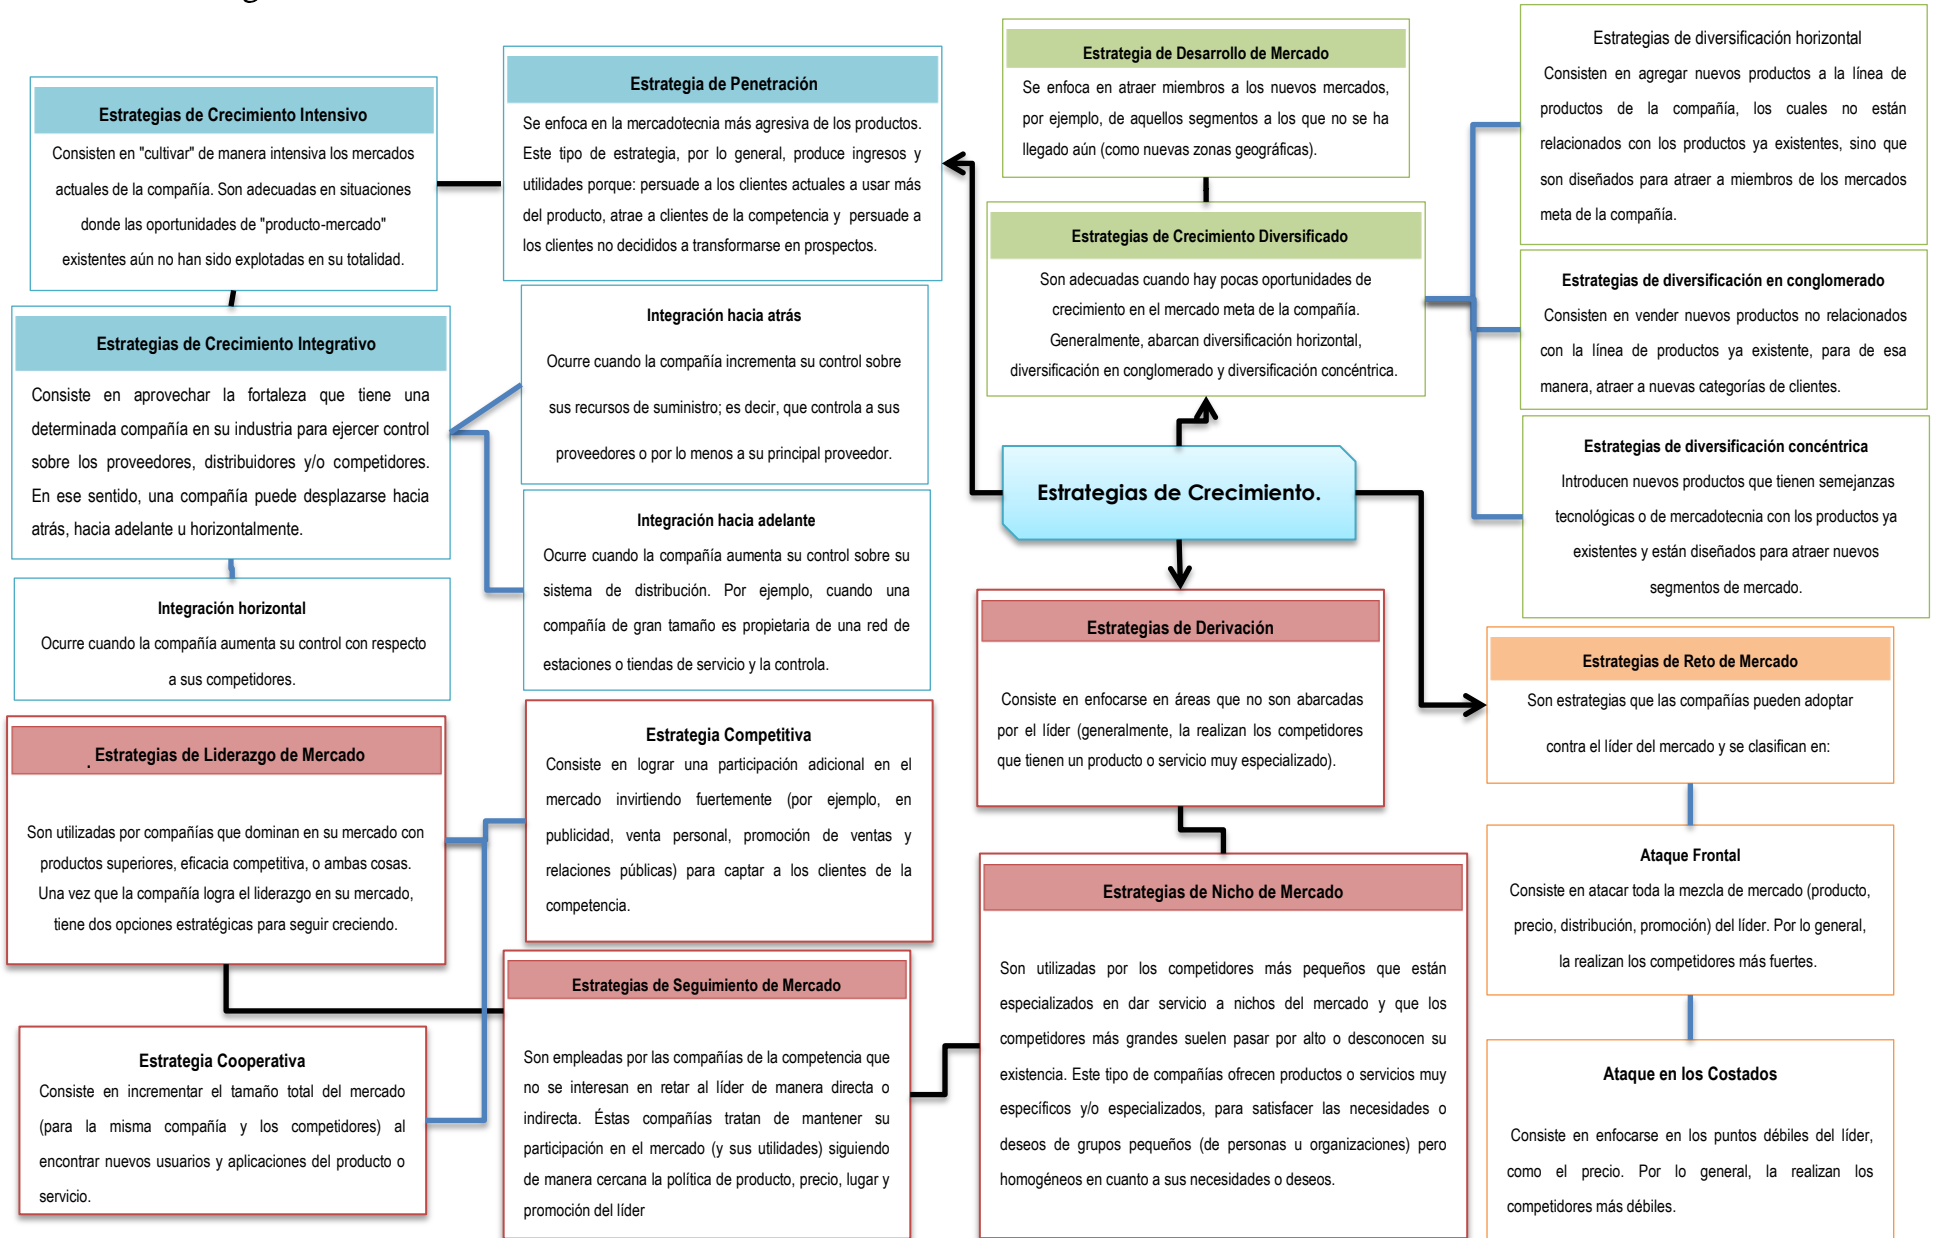 Estrategias de Crecimiento Intensivo
Consisten en "cultivar" de manera intensiva los mercados
actuales de la compañía. Son adecuadas en situaciones
donde las oportunidades de "producto-mercado"
existentes aún no han sido explotadas en su totalidad.
Estrategia de Penetración
Se enfoca en la mercadotecnia más agresiva de los productos.
Este tipo de estrategia, por lo general, produce ingresos y
utilidades porque: persuade a los clientes actuales a usar más
del producto, atrae a clientes de la competencia y persuade a
los clientes no decididos a transformarse en prospectos.
Estrategia de Desarrollo de Mercado
Se enfoca en atraer miembros a los nuevos mercados,
por ejemplo, de aquellos segmentos a los que no se ha
llegado aún (como nuevas zonas geográficas).
Estrategias de Crecimiento Diversificado
Son adecuadas cuando hay pocas oportunidades de
crecimiento en el mercado meta de la compañía.
Generalmente, abarcan diversificación horizontal,
diversificación en conglomerado y diversificación concéntrica.
Estrategias de diversificación horizontal
Consisten en agregar nuevos productos a la línea de
productos de la compañía, los cuales no están
relacionados con los productos ya existentes, sino que
son diseñados para atraer a miembros de los mercados
meta de la compañía.
Estrategias de diversificación en conglomerado
Consisten en vender nuevos productos no relacionados
con la línea de productos ya existente, para de esa
manera, atraer a nuevas categorías de clientes.
Estrategias de diversificación concéntrica
Introducen nuevos productos que tienen semejanzas
tecnológicas o de mercadotecnia con los productos ya
existentes y están diseñados para atraer nuevos
segmentos de mercado.
Estrategias de Crecimiento Integrativo
Consiste en aprovechar la fortaleza que tiene una
determinada compañía en su industria para ejercer control
sobre los proveedores, distribuidores y/o competidores.
En ese sentido, una compañía puede desplazarse hacia
atrás, hacia adelante u horizontalmente.
Integración hacia atrás
Ocurre cuando la compañía incrementa su control sobre
sus recursos de suministro; es decir, que controla a sus
proveedores o por lo menos a su principal proveedor.
Integración hacia adelante
Ocurre cuando la compañía aumenta su control sobre su
sistema de distribución. Por ejemplo, cuando una
compañía de gran tamaño es propietaria de una red de
estaciones o tiendas de servicio y la controla.
Integración horizontal
Ocurre cuando la compañía aumenta su control con respecto
a sus competidores.
Estrategias de Crecimiento.
Estrategias de Derivación
Consiste en enfocarse en áreas que no son abarcadas
por el líder (generalmente, la realizan los competidores
que tienen un producto o servicio muy especializado).
Estrategias de Reto de Mercado
Son estrategias que las compañías pueden adoptar
contra el líder del mercado y se clasifican en:
Ataque Frontal
Consiste en atacar toda la mezcla de mercado (producto,
precio, distribución, promoción) del líder. Por lo general,
la realizan los competidores más fuertes.
Ataque en los Costados
Consiste en enfocarse en los puntos débiles del líder,
como el precio. Por lo general, la realizan los
competidores más débiles.
. Estrategias de Liderazgo de Mercado
Son utilizadas por compañías que dominan en su mercado con
productos superiores, eficacia competitiva, o ambas cosas.
Una vez que la compañía logra el liderazgo en su mercado,
tiene dos opciones estratégicas para seguir creciendo.
Estrategia Competitiva
Consiste en lograr una participación adicional en el
mercado invirtiendo fuertemente (por ejemplo, en
publicidad, venta personal, promoción de ventas y
relaciones públicas) para captar a los clientes de la
competencia.
Estrategia Cooperativa
Consiste en incrementar el tamaño total del mercado
(para la misma compañía y los competidores) al
encontrar nuevos usuarios y aplicaciones del producto o
servicio.
Estrategias de Seguimiento de Mercado
Son empleadas por las compañías de la competencia que
no se interesan en retar al líder de manera directa o
indirecta. Éstas compañías tratan de mantener su
participación en el mercado (y sus utilidades) siguiendo
de manera cercana la política de producto, precio, lugar y
promoción del líder
Estrategias de Nicho de Mercado
Son utilizadas por los competidores más pequeños que están
especializados en dar servicio a nichos del mercado y que los
competidores más grandes suelen pasar por alto o desconocen su
existencia. Este tipo de compañías ofrecen productos o servicios muy
específicos y/o especializados, para satisfacer las necesidades o
deseos de grupos pequeños (de personas u organizaciones) pero
homogéneos en cuanto a sus necesidades o deseos.